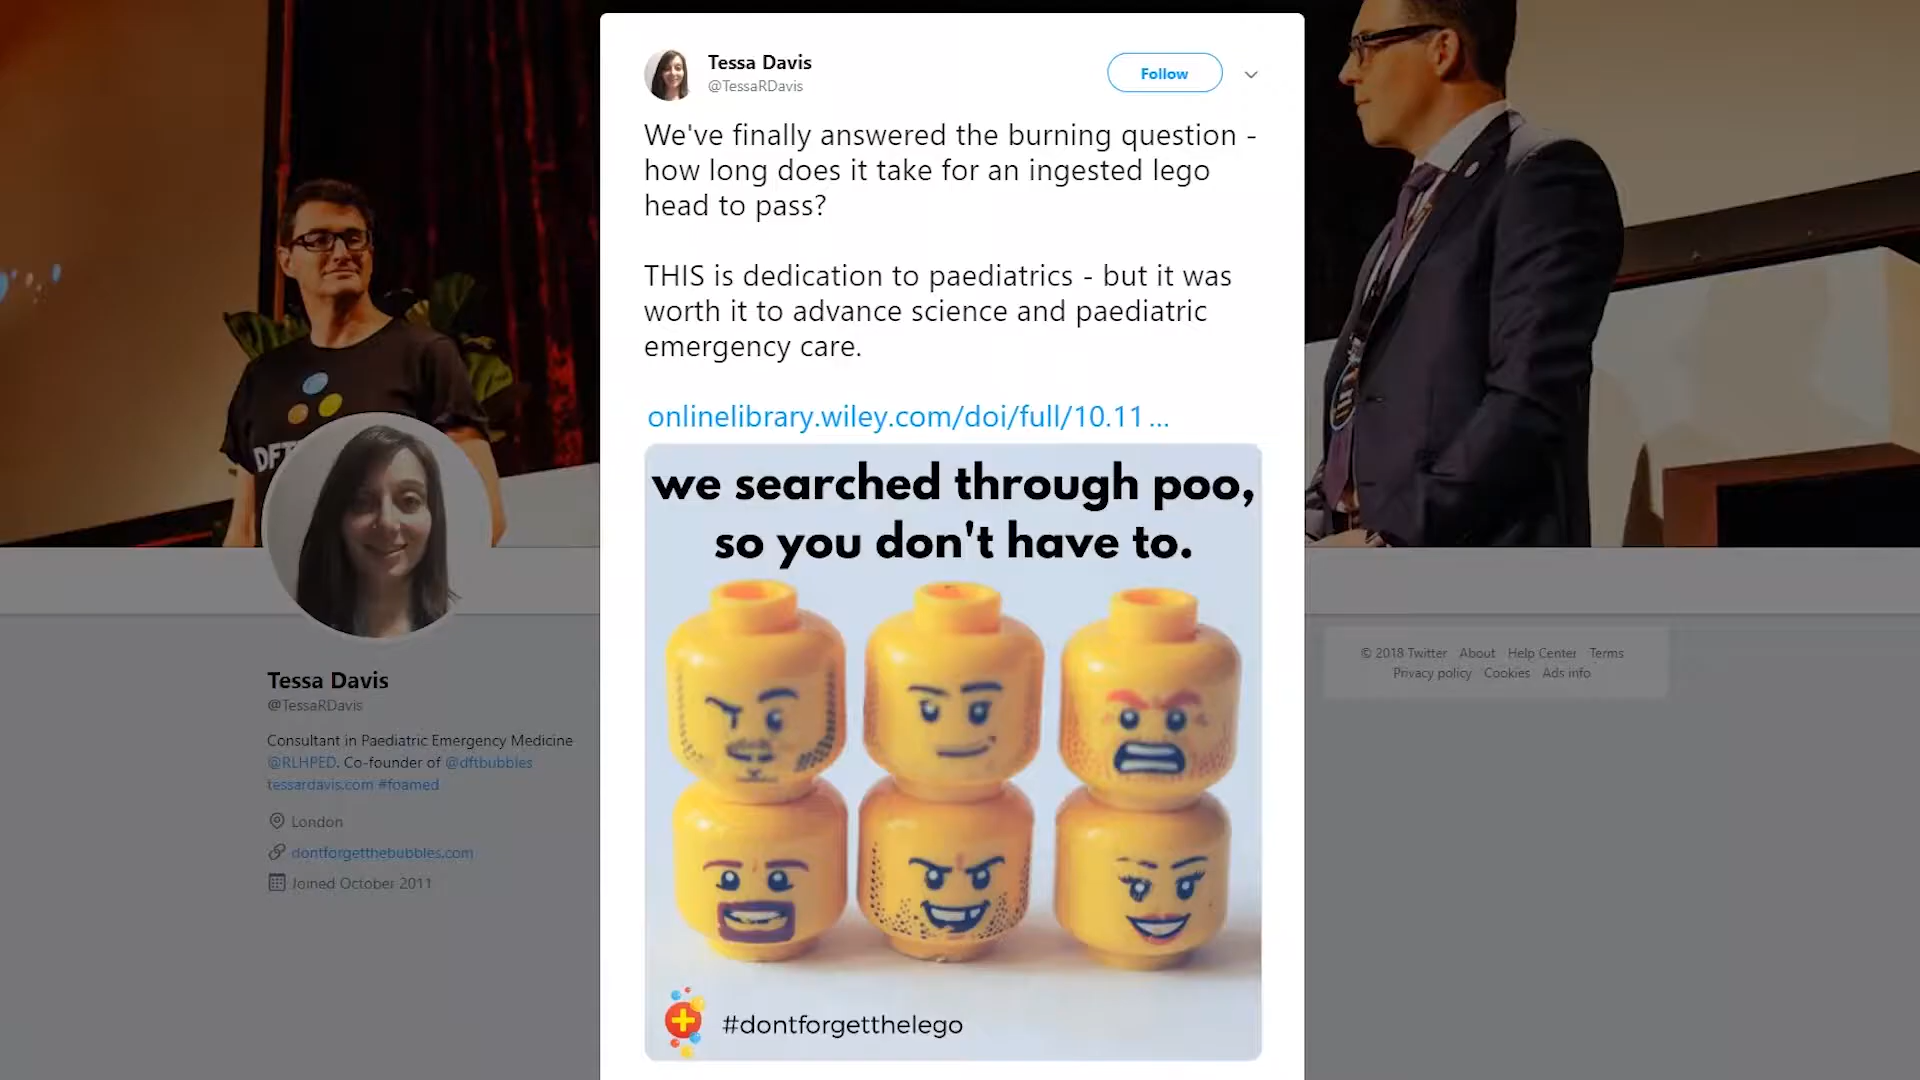 Tessa Davis
@TessaRDavis
Follow
We've finally answered the burning question -
how long does it take for an ingested lego
head to pass?
THIS is dedication to paediatrics - but it was
worth it to advance science and paediatric
emergency care.
onlinelibrary.wiley.com/doi/full/10.11...
we searched through poo,
so you don't have to.
#dontforgetthelego
DFT
Tessa Davis
@TessaRDavis
Consultant in Paediatric Emergency Medicine
@RLHPED. Co-founder of @dftbubbles
tessardavis.com #foamed
London
dontforgetthebubbles.com
Joined October 2011
© 2018 Twitter About Help Center Terms
Privacy policy Cookies Ads info